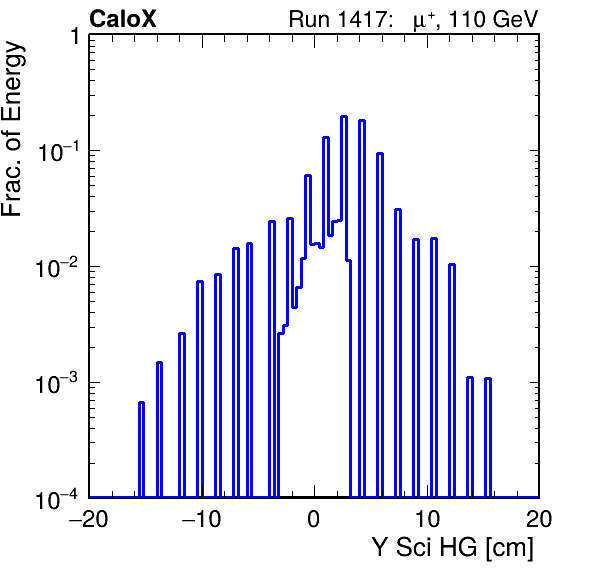 CaloX Run 1417: μ⁺, 110 GeV
Frac. of Energy
1
10⁻¹
10⁻²
10⁻³
10⁻⁴
−20 −10 0 10 20
Y Sci HG [cm]